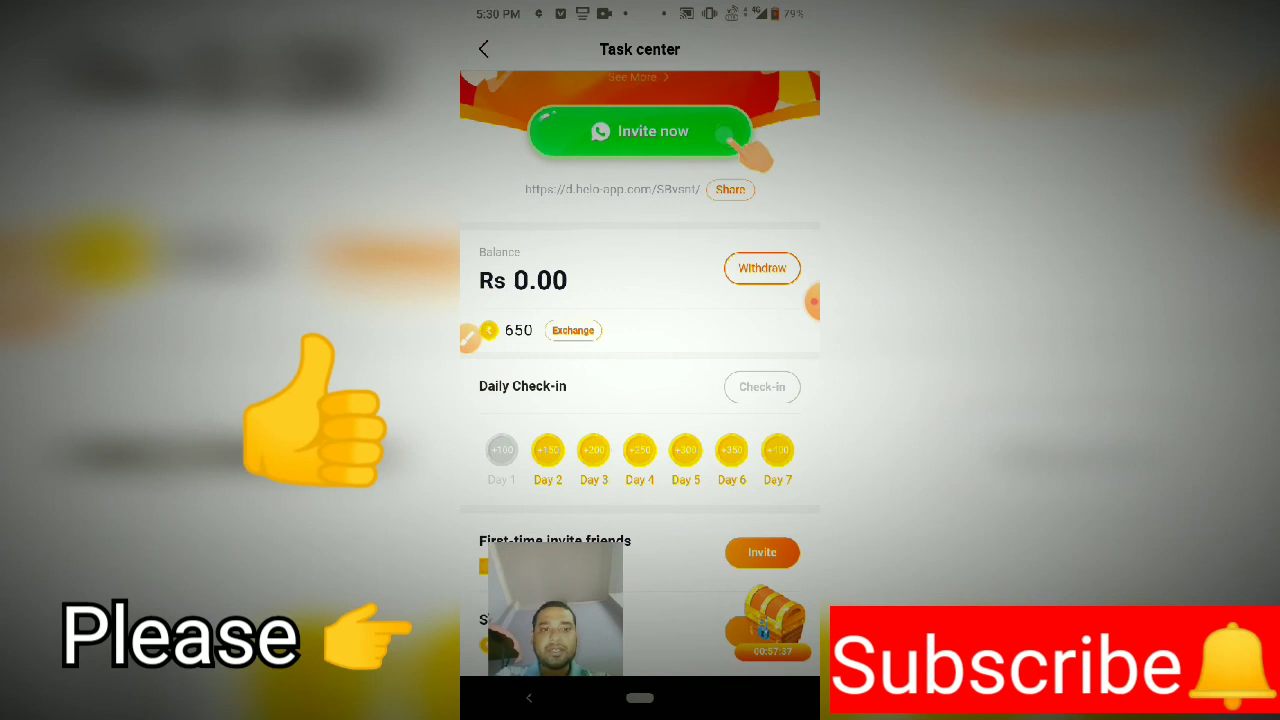 5:30 PM
4G 79%
Task center
See More >
Invite now
https://d.helo-app.com/SBvsnt/ Share
Balance
Rs 0.00
Withdraw
650 Exchange
Daily Check-in
Check-in
+100 +150 +200 +250 +300 +350 +400
Day 1 Day 2 Day 3 Day 4 Day 5 Day 6 Day 7
First-time invite friends
Invite
00:57:37
Please
Subscribe